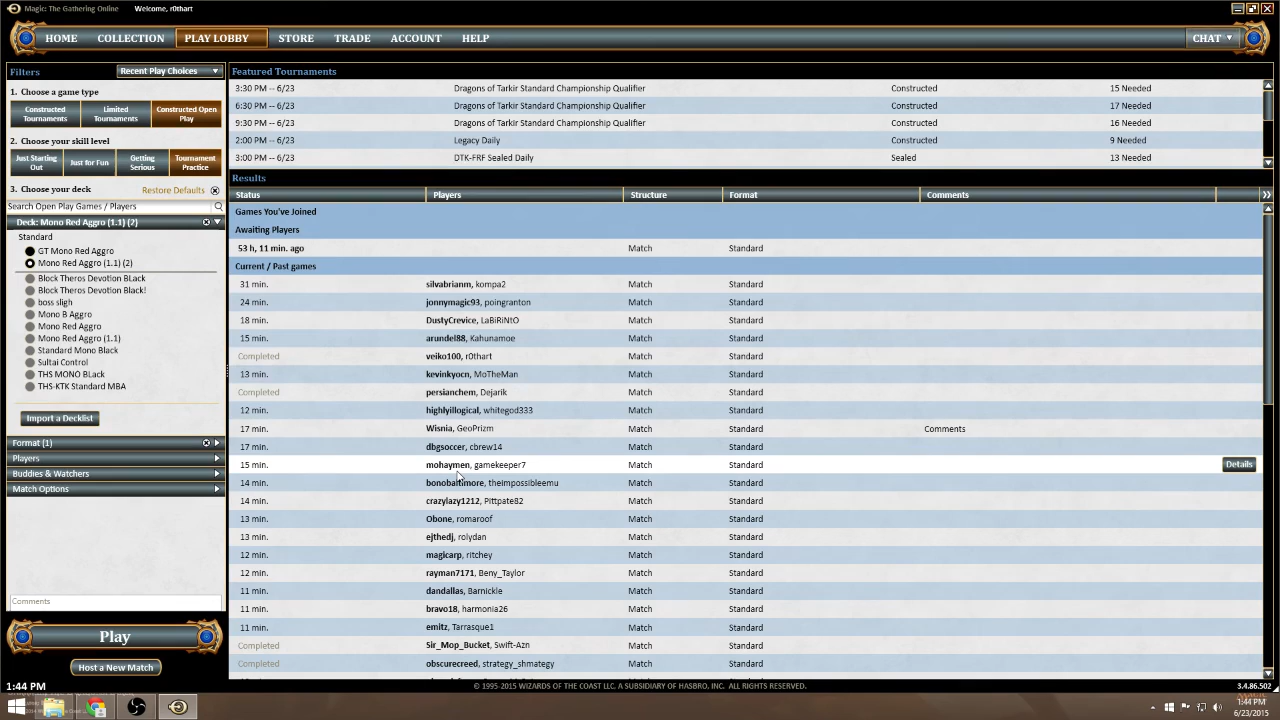 Magic: The Gathering Online Welcome, r0thart
HOME COLLECTION PLAY LOBBY STORE TRADE ACCOUNT HELP CHAT
Filters Recent Play Choices
1. Choose a game type
Constructed Tournaments Limited Tournaments Constructed Open Play
2. Choose your skill level
Just Starting Out Just for Fun Getting Serious Tournament Practice
3. Choose your deck Restore Defaults
Search Open Play Games / Players
Deck: Mono Red Aggro (1.1) (2)
Standard
GT Mono Red Aggro
Mono Red Aggro (1.1) (2)
Block Theros Devotion BLack
Block Theros Devotion Black!
boss sligh
Mono B Aggro
Mono Red Aggro
Mono Red Aggro (1.1)
Standard Mono Black
Sultai Control
THS MONO BLack
THS-KTK Standard MBA
Import a Decklist
Format (1)
Players
Buddies & Watchers
Match Options
Comments
Play
Host a New Match
1:44 PM
Featured Tournaments
3:30 PM -- 6/23 Dragons of Tarkir Standard Championship Qualifier Constructed 15 Needed
6:30 PM -- 6/23 Dragons of Tarkir Standard Championship Qualifier Constructed 17 Needed
9:30 PM -- 6/23 Dragons of Tarkir Standard Championship Qualifier Constructed 16 Needed
2:00 PM -- 6/23 Legacy Daily Constructed 9 Needed
3:00 PM -- 6/23 DTK-FRF Sealed Daily Sealed 13 Needed
Results
Status Players Structure Format Comments
Games You've Joined
Awaiting Players
53 h, 11 min. ago Match Standard
Current / Past games
31 min. silvabrianm, kompa2 Match Standard
24 min. jonnymagic93, poingranton Match Standard
18 min. DustyCrevice, LaBiRiNtO Match Standard
15 min. arundel88, Kahunamoe Match Standard
Completed veiko100, r0thart Match Standard
13 min. kevinkyocn, MoTheMan Match Standard
Completed persianchem, Dejarik Match Standard
12 min. highlyillogical, whitegod333 Match Standard
17 min. Wisnia, GeoPrizm Match Standard Comments
17 min. dbgsoccer, cbrew14 Match Standard
15 min. mohaymen, gamekeeper7 Match Standard Details
14 min. bonobaltimore, theimpossibleemu Match Standard
14 min. crazylazy1212, Pittpate82 Match Standard
13 min. Obone, romaroof Match Standard
13 min. ejthedj, rolydan Match Standard
12 min. magicarp, ritchey Match Standard
12 min. rayman7171, Beny_Taylor Match Standard
11 min. dandallas, Barnickle Match Standard
11 min. bravo18, harmonia26 Match Standard
11 min. emitz, Tarrasque1 Match Standard
Completed Sir_Mop_Bucket, Swift-Azn Match Standard
Completed obscurecreed, strategy_shmategy Match Standard
© 1995-2015 WIZARDS OF THE COAST LLC, A SUBSIDIARY OF HASBRO, INC. ALL RIGHTS RESERVED. 3.4.86.502
1:44 PM
6/23/2015